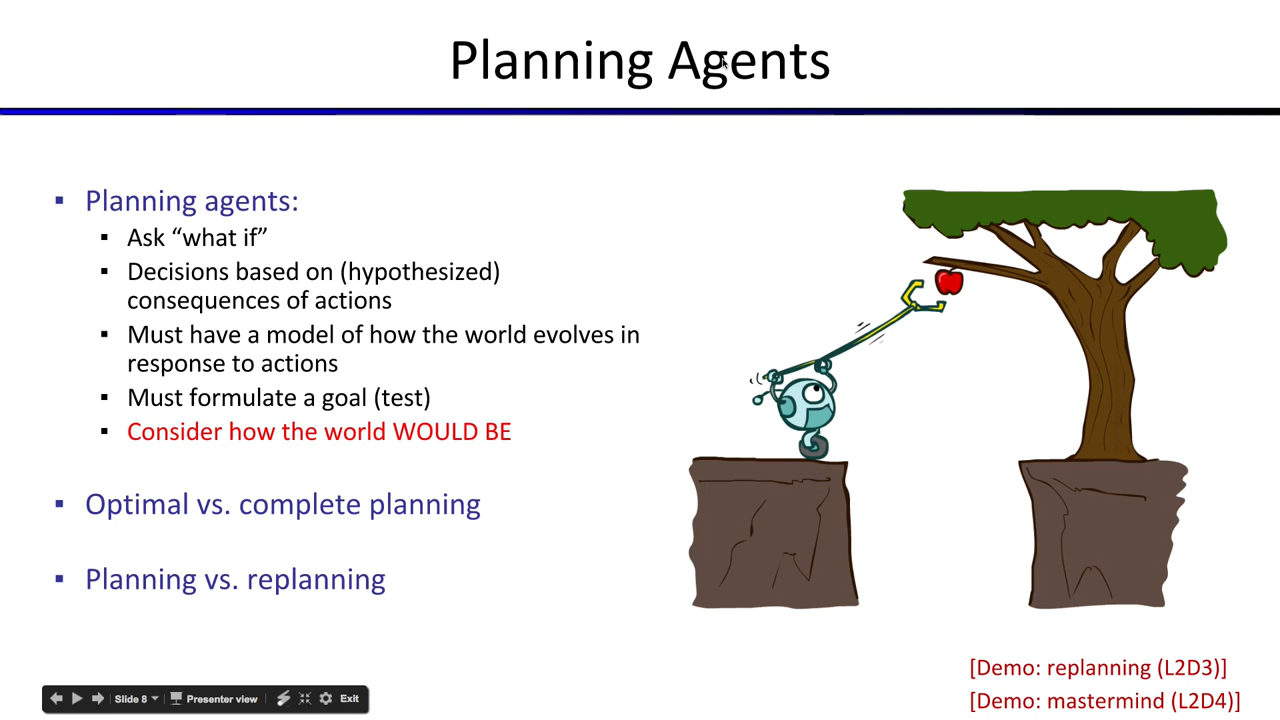 Planning Agents
▪ Planning agents:
▪ Ask “what if”
▪ Decisions based on (hypothesized)
consequences of actions
▪ Must have a model of how the world evolves in
response to actions
▪ Must formulate a goal (test)
▪ Consider how the world WOULD BE
▪ Optimal vs. complete planning
▪ Planning vs. replanning
[Demo: replanning (L2D3)]
[Demo: mastermind (L2D4)]
Slide 8 Presenter view Exit